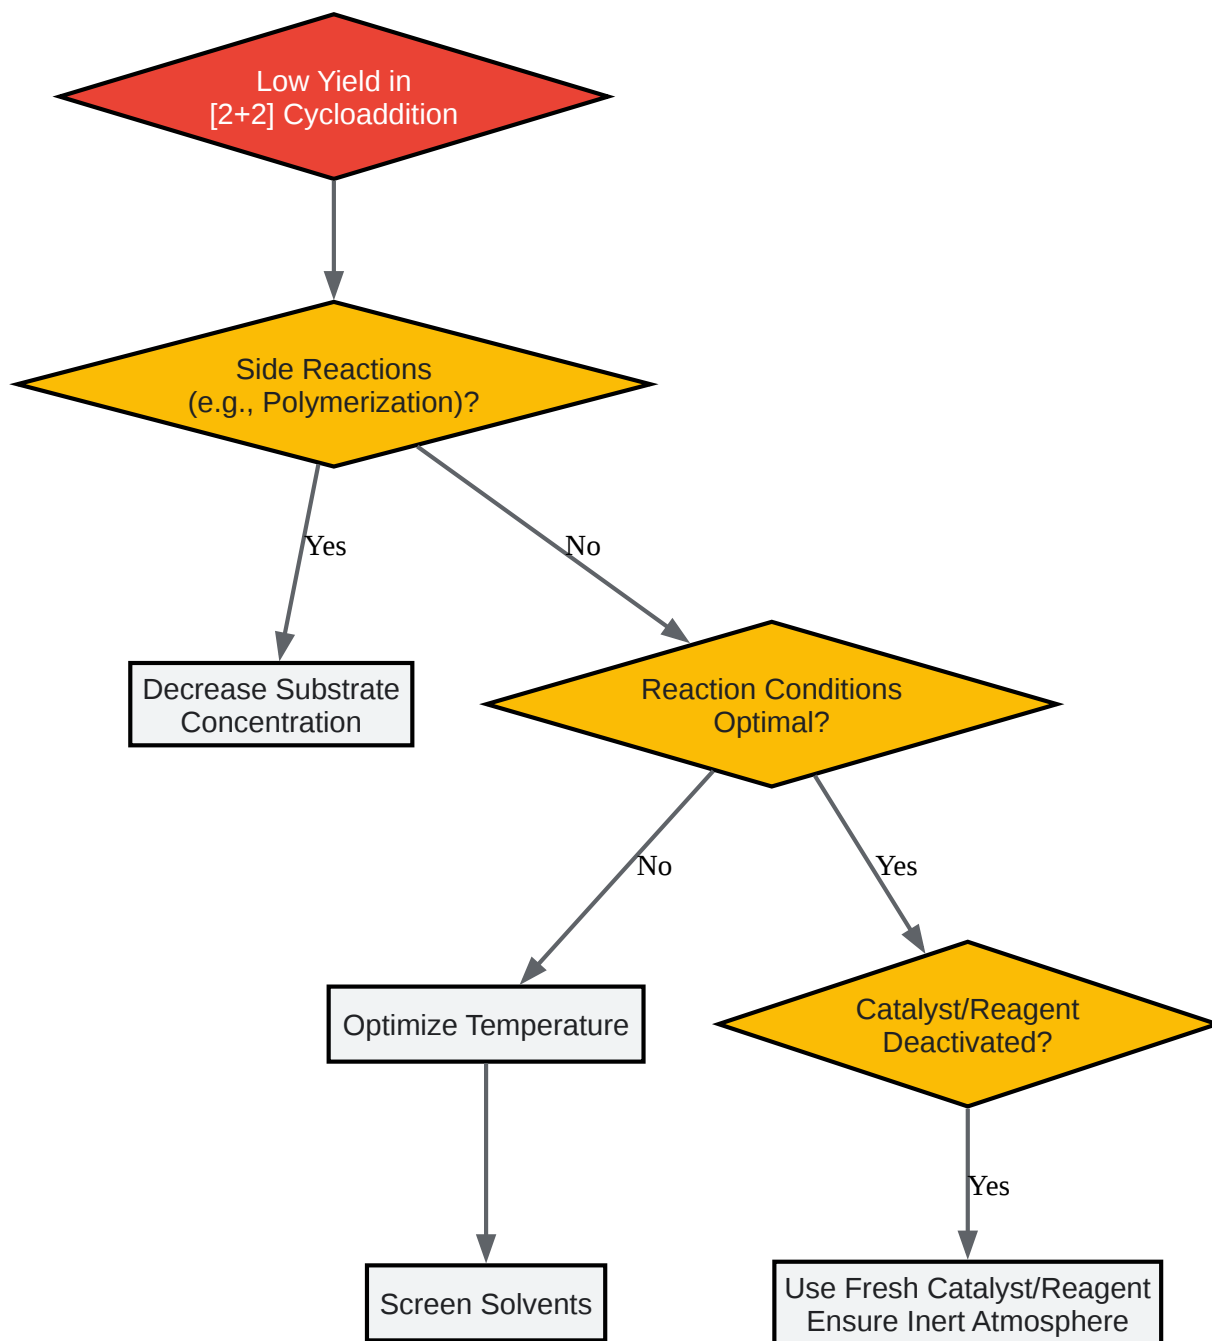 Low Yield in
[2+2] Cycloaddition
Side Reactions
(e.g., Polymerization)?
Yes
No
Decrease Substrate
Concentration
Reaction Conditions
Optimal?
No
Yes
Optimize Temperature
Catalyst/Reagent
Deactivated?
Yes
Screen Solvents
Use Fresh Catalyst/Reagent
Ensure Inert Atmosphere